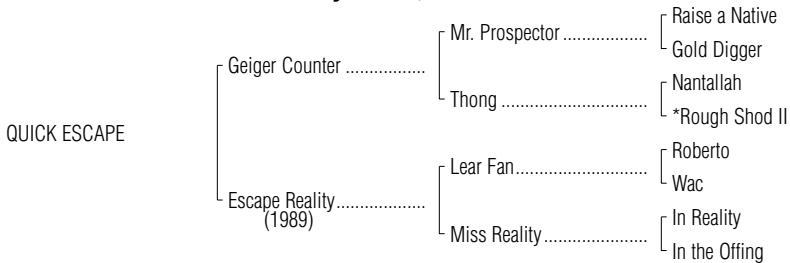 Raise a Native
Mr. Prospector ..................
Gold Digger
Geiger Counter .................
Nantallah
Thong ...............................
*Rough Shod II
QUICK ESCAPE
Roberto
Lear Fan............................
Wac
Escape Reality...................
(1989)
In Reality
Miss Reality......................
In the Offing